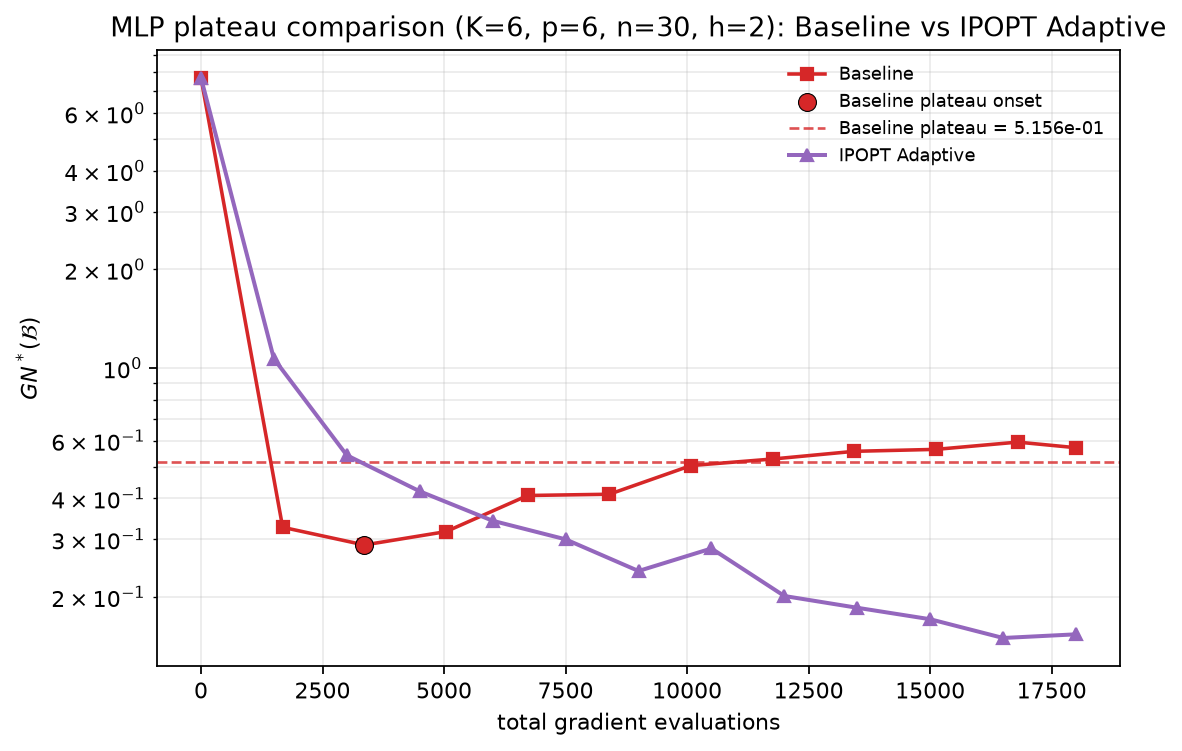 MLP plateau comparison (K=6, p=6, n=30, h=2): Baseline vs IPOPT Adaptive
Baseline
Baseline plateau onset
Baseline plateau = 5.156e-01
IPOPT Adaptive
6 × 10⁰
4 × 10⁰
3 × 10⁰
2 × 10⁰
10⁰
6 × 10⁻¹
4 × 10⁻¹
3 × 10⁻¹
2 × 10⁻¹
GN*(ℬ)
0 2500 5000 7500 10000 12500 15000 17500
total gradient evaluations